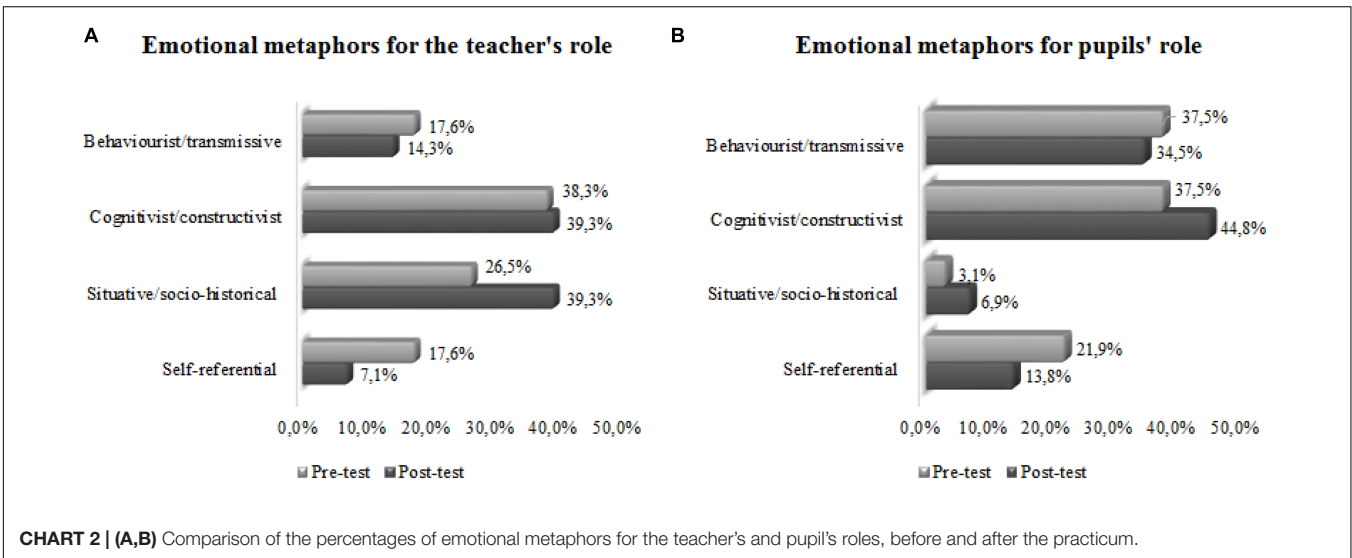 A
Emotional metaphors for the teacher's role
Behaviourist/transmissive
17,6%
14,3%
Cognitivist/constructivist
38,3%
39,3%
Situative/socio-historical
26,5%
39,3%
Self-referential
17,6%
7,1%
0,0% 10,0% 20,0% 30,0% 40,0% 50,0%
Pre-test Post-test
B
Emotional metaphors for pupils' role
Behaviourist/transmissive
37,5%
34,5%
Cognitivist/constructivist
37,5%
44,8%
Situative/socio-historical
3,1%
6,9%
Self-referential
21,9%
13,8%
0,0% 10,0% 20,0% 30,0% 40,0% 50,0%
Pre-test Post-test
CHART 2 | (A,B) Comparison of the percentages of emotional metaphors for the teacher's and pupil's roles, before and after the practicum.